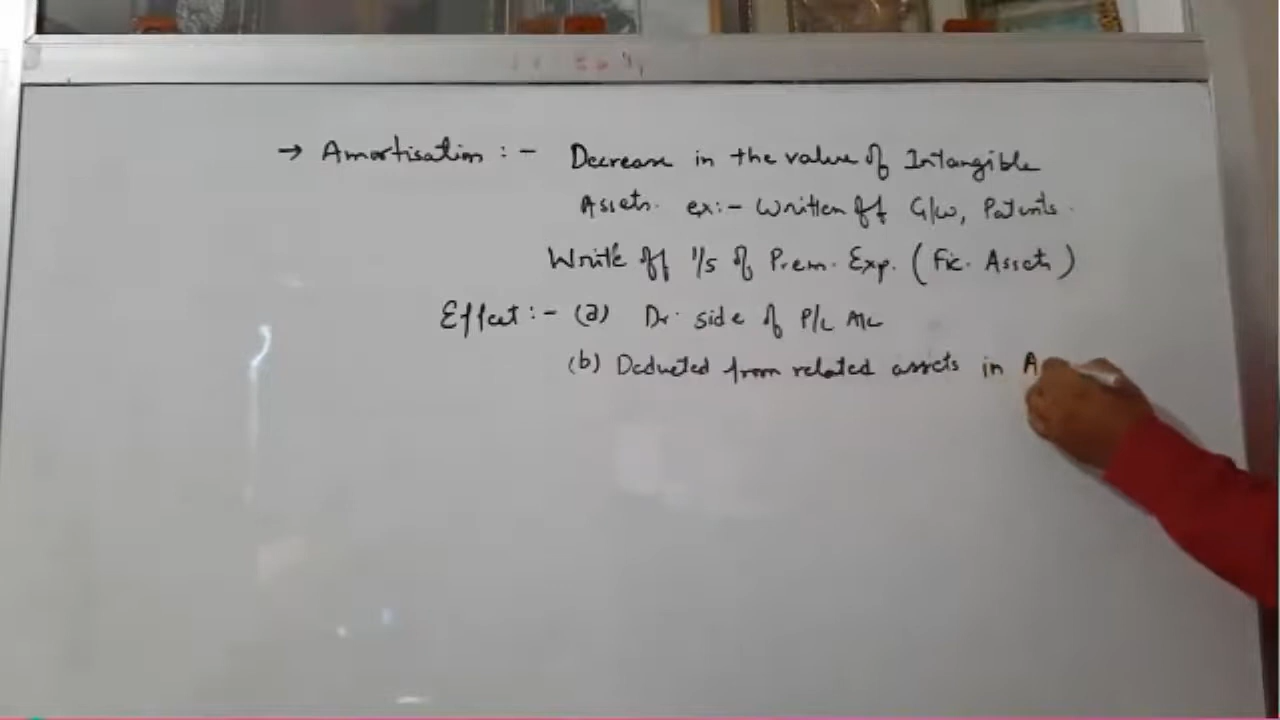 → Amortisation :- Decrease in the value of Intangible
Assets. ex:- Written off G/W, Patents.
Write off 1/5 of Prem. Exp. (Fic. Assets)
Effect :- (a) Dr. side of P/L A/c
(b) Deducted from related assets in A